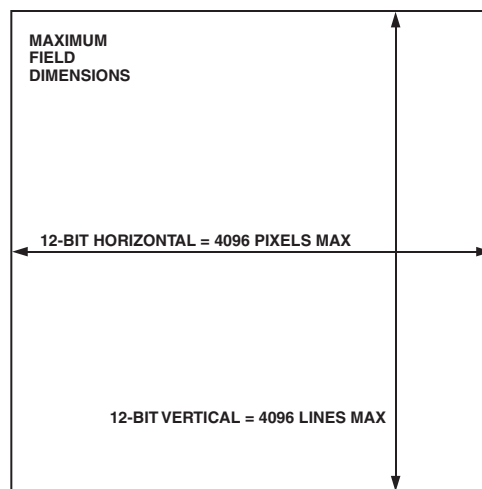 MAXIMUM
FIELD
DIMENSIONS
12-BIT HORIZONTAL = 4096 PIXELS MAX
12-BIT VERTICAL = 4096 LINES MAX